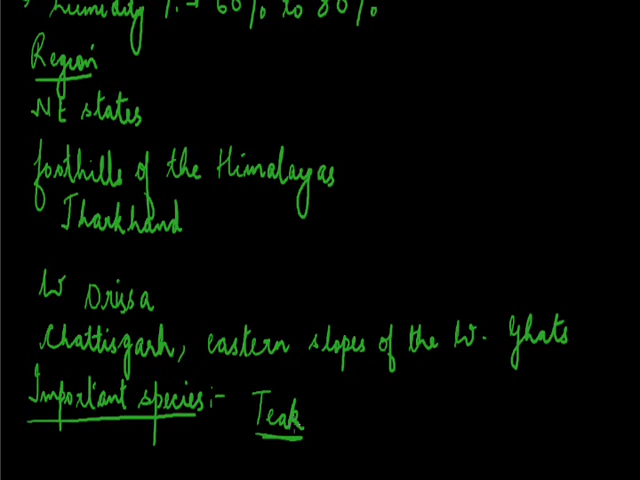 humidity %. → 60% to 80%
Region
NE states
foothills of the Himalayas
Jharkhand
W Orissa
Chattisgarh, eastern slopes of the W. Ghats
Important species:- Teak